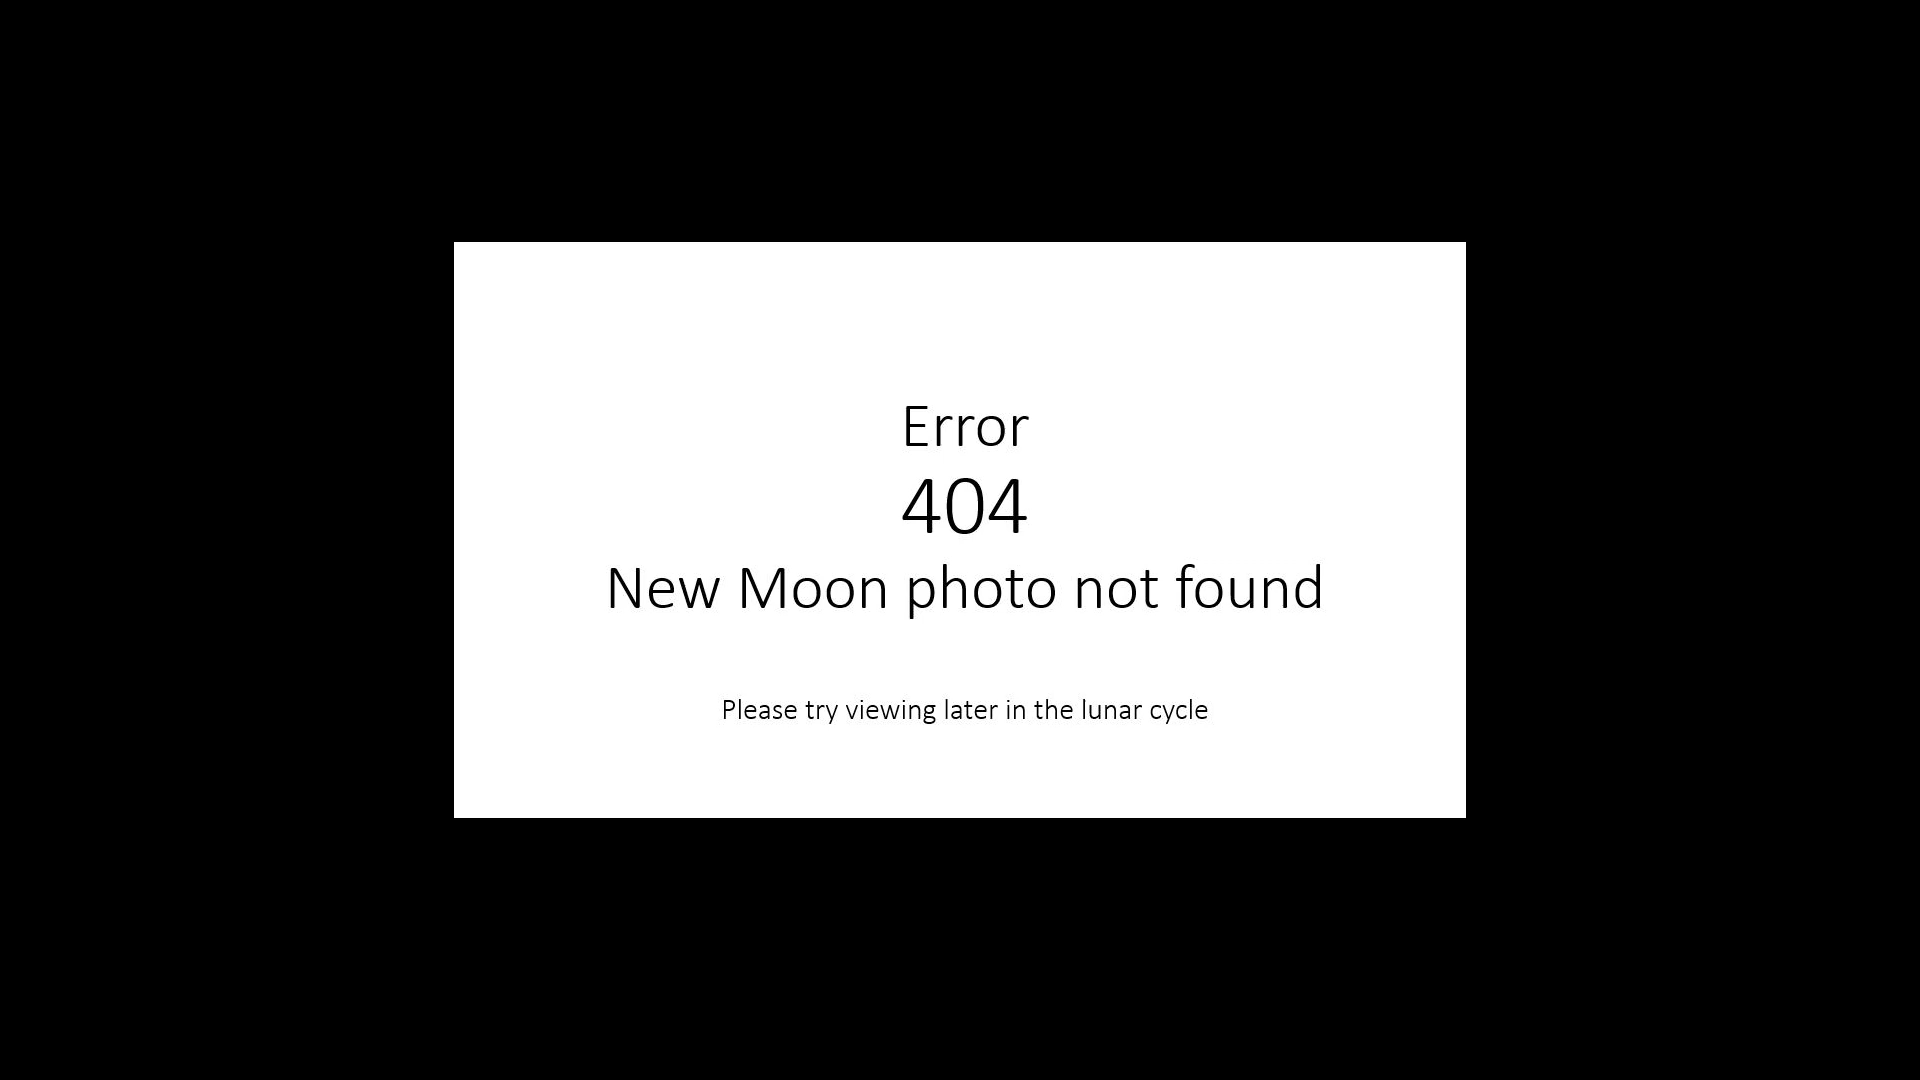 Error
404
New Moon photo not found
Please try viewing later in the lunar cycle